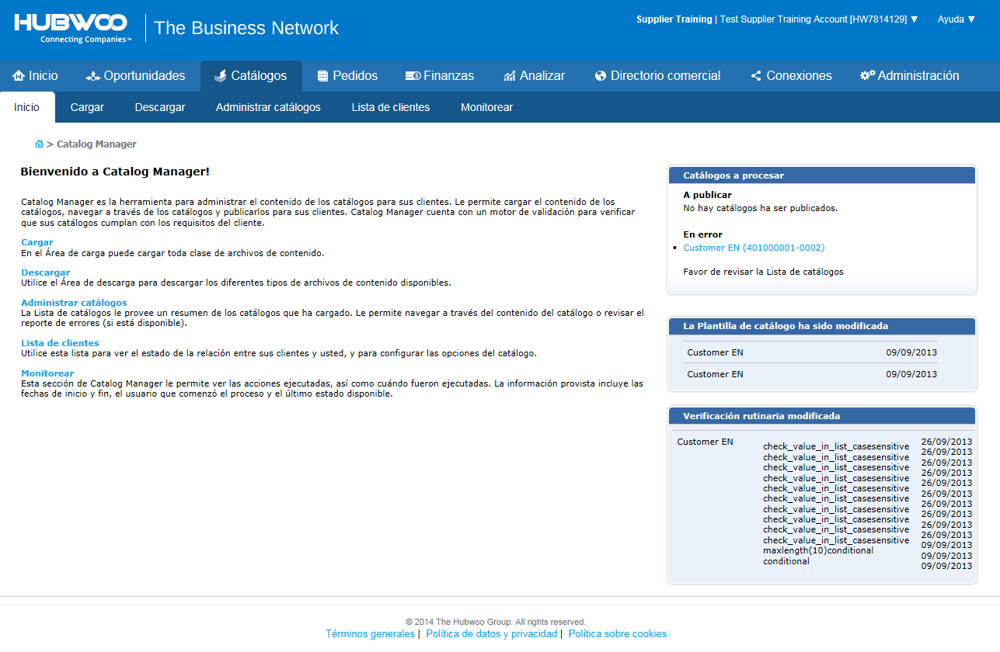 HUBWOO
Connecting Companies™
The Business Network
Supplier Training | Test Supplier Training Account [HW7814129] ▼
Ayuda ▼
Inicio
Oportunidades
Catálogos
Pedidos
Finanzas
Analizar
Directorio comercial
Conexiones
Administración
Inicio
Cargar
Descargar
Administrar catálogos
Lista de clientes
Monitorear
> Catalog Manager
Bienvenido a Catalog Manager!
Catalog Manager es la herramienta para administrar el contenido de los catálogos para sus clientes. Le permite cargar el contenido de los
catálogos, navegar a través de los catálogos y publicarlos para sus clientes. Catalog Manager cuenta con un motor de validación para verificar
que sus catálogos cumplan con los requisitos del cliente.
Cargar
En el Área de carga puede cargar toda clase de archivos de contenido.
Descargar
Utilice el Área de descarga para descargar los diferentes tipos de archivos de contenido disponibles.
Administrar catálogos
La Lista de catálogos le provee un resumen de los catálogos que ha cargado. Le permite navegar a través del contenido del catálogo o revisar el
reporte de errores (si está disponible).
Lista de clientes
Utilice esta lista para ver el estado de la relación entre sus clientes y usted, y para configurar las opciones del catálogo.
Monitorear
Esta sección de Catalog Manager le permite ver las acciones ejecutadas, así como cuándo fueron ejecutadas. La información provista incluye las
fechas de inicio y fin, el usuario que comenzó el proceso y el último estado disponible.
Catálogos a procesar
A publicar
No hay catálogos ha ser publicados.
En error
• Customer EN (401000001-0002)
Favor de revisar la Lista de catálogos
La Plantilla de catálogo ha sido modificada
Customer EN 09/09/2013
Customer EN 09/09/2013
Verificación rutinaria modificada
Customer EN
check_value_in_list_casesensitive
check_value_in_list_casesensitive
check_value_in_list_casesensitive
check_value_in_list_casesensitive
check_value_in_list_casesensitive
check_value_in_list_casesensitive
check_value_in_list_casesensitive
check_value_in_list_casesensitive
check_value_in_list_casesensitive
check_value_in_list_casesensitive
maxlength(10)conditional
conditional
26/09/2013
26/09/2013
26/09/2013
26/09/2013
26/09/2013
26/09/2013
26/09/2013
26/09/2013
26/09/2013
26/09/2013
09/09/2013
09/09/2013
09/09/2013
© 2014 The Hubwoo Group. All rights reserved.
Términos generales | Política de datos y privacidad | Política sobre cookies